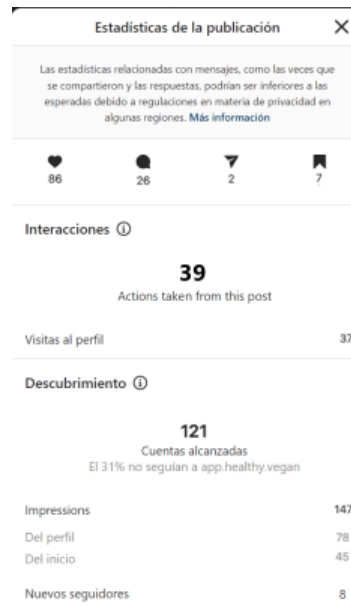 Estadísticas de la publicación
Las estadísticas relacionadas con mensajes, como las veces que
se compartieron y las respuestas, podrían ser inferiores a las
esperadas debido a regulaciones en materia de privacidad en
algunas regiones. Más información
86 26 2 7
Interacciones
39
Actions taken from this post
Visitas al perfil 37
Descubrimiento
121
Cuentas alcanzadas
El 31% no seguían a app.healthy.vegan
Impressions 147
Del perfil 78
Del inicio 45
Nuevos seguidores 8